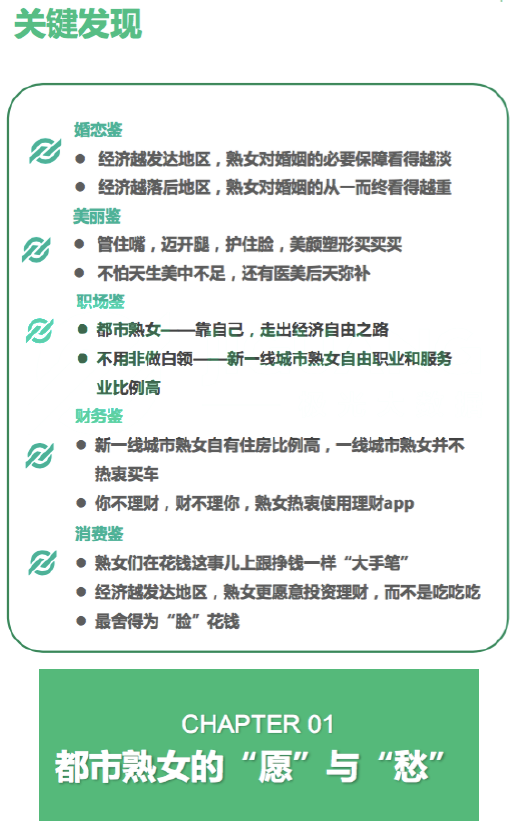 关键发现
婚恋鉴
● 经济越发达地区，熟女对婚姻的必要保障看得越淡
● 经济越落后地区，熟女对婚姻的从一而终看得越重
美丽鉴
● 管住嘴，迈开腿，护住脸，美颜塑形买买买
● 不怕天生美中不足，还有医美后天弥补
职场鉴
● 都市熟女——靠自己，走出经济自由之路
● 不用非做白领——新一线城市熟女自由职业和服务
业比例高
财务鉴
● 新一线城市熟女自有住房比例高，一线城市熟女并不
热衷买车
● 你不理财，财不理你，熟女热衷使用理财app
消费鉴
● 熟女们在花钱这事儿上跟挣钱一样“大手笔”
● 经济越发达地区，熟女更愿意投资理财，而不是吃吃吃
● 最舍得为“脸”花钱
CHAPTER 01
都市熟女的“愿”与“愁”